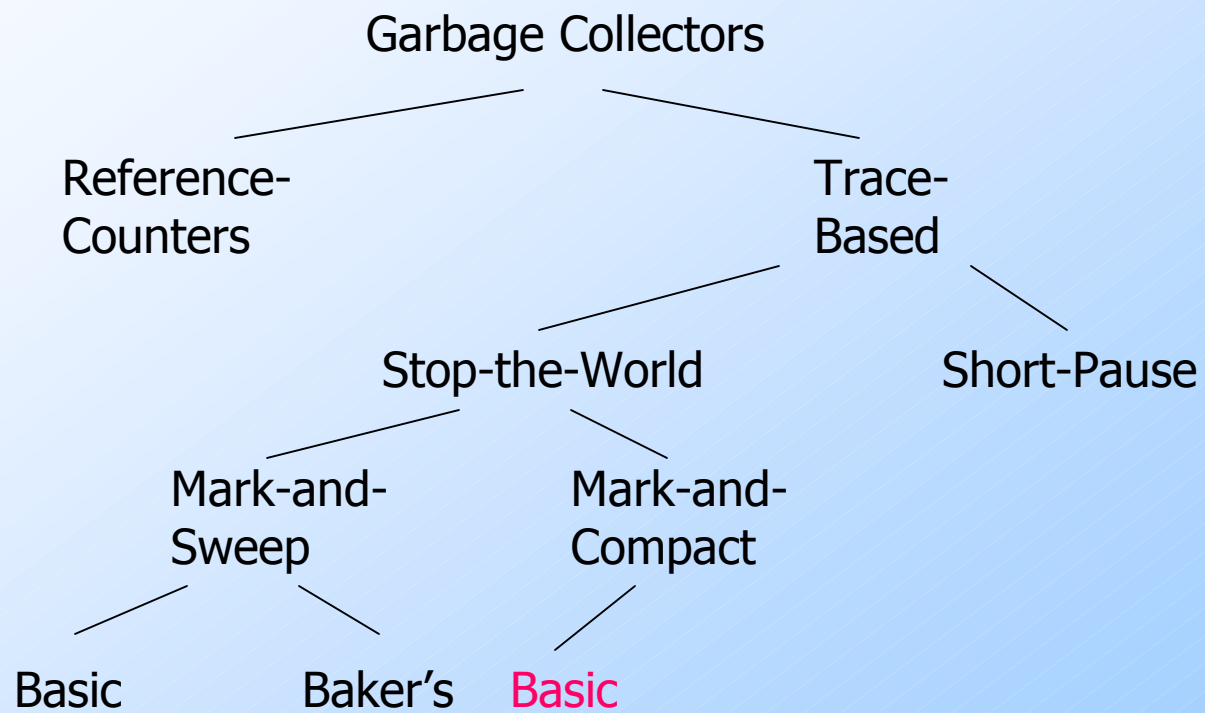 Garbage Collectors
Reference-
Counters
Trace-
Based
Stop-the-World
Short-Pause
Mark-and-
Sweep
Mark-and-
Compact
Basic
Baker’s
Basic